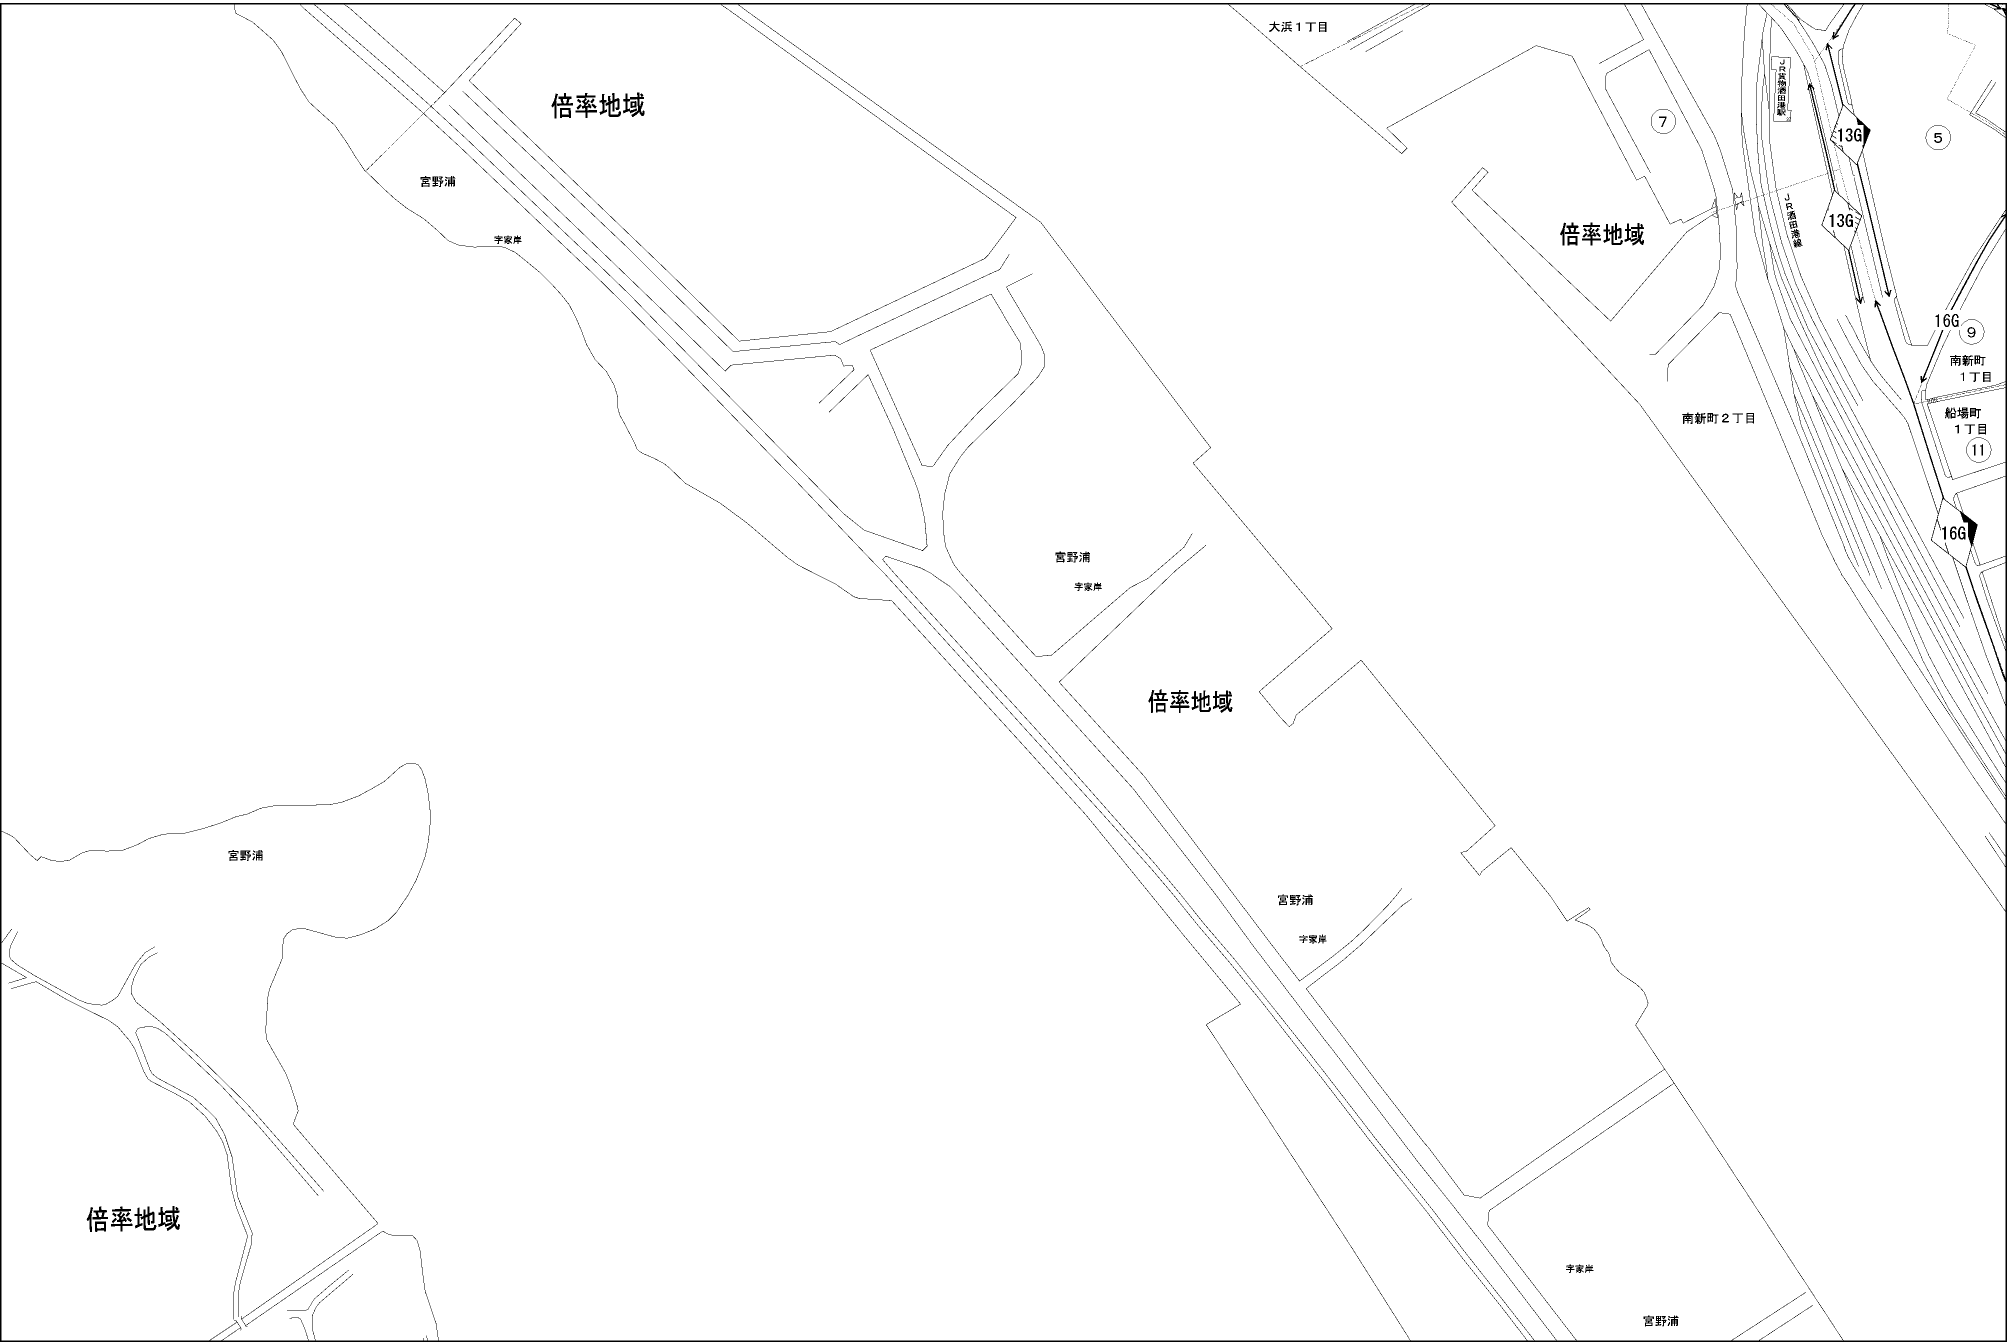 大浜１丁目
倍率地域
ＪＲ貨物酒田港駅
⑦
13G
⑤
宮野浦
字家岸
倍率地域
ＪＲ酒田港線
13G
16G
⑨
南新町
１丁目
南新町２丁目
船場町
１丁目
⑪
16G
宮野浦
字家岸
倍率地域
宮野浦
宮野浦
字家岸
倍率地域
字家岸
宮野浦